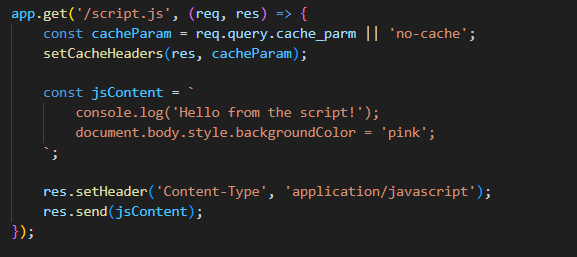 app.get('/script.js', (req, res) => {
    const cacheParam = req.query.cache_parm || 'no-cache';
    setCacheHeaders(res, cacheParam);

    const jsContent = `
        console.log('Hello from the script!');
        document.body.style.backgroundColor = 'pink';
    `;

    res.setHeader('Content-Type', 'application/javascript');
    res.send(jsContent);
});